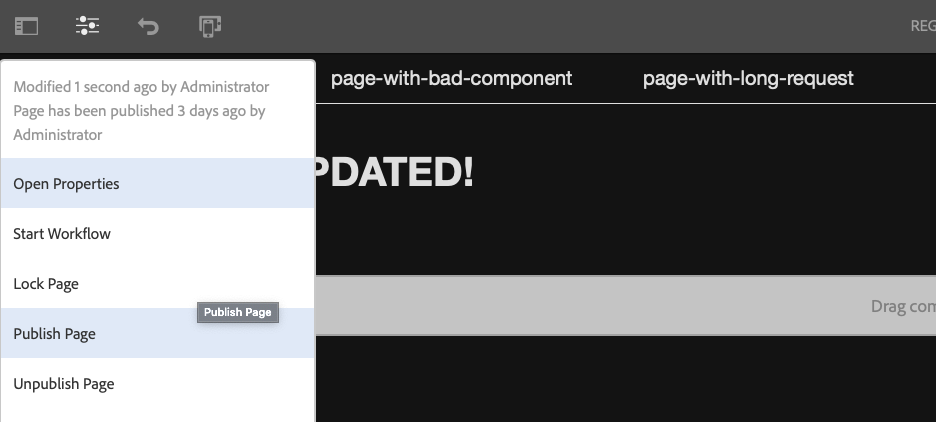 REG
Modified 1 second ago by Administrator
Page has been published 3 days ago by
Administrator
page-with-bad-component
page-with-long-request
PDATED!
Open Properties
Start Workflow
Lock Page
Publish Page
Drag com
Publish Page
Unpublish Page